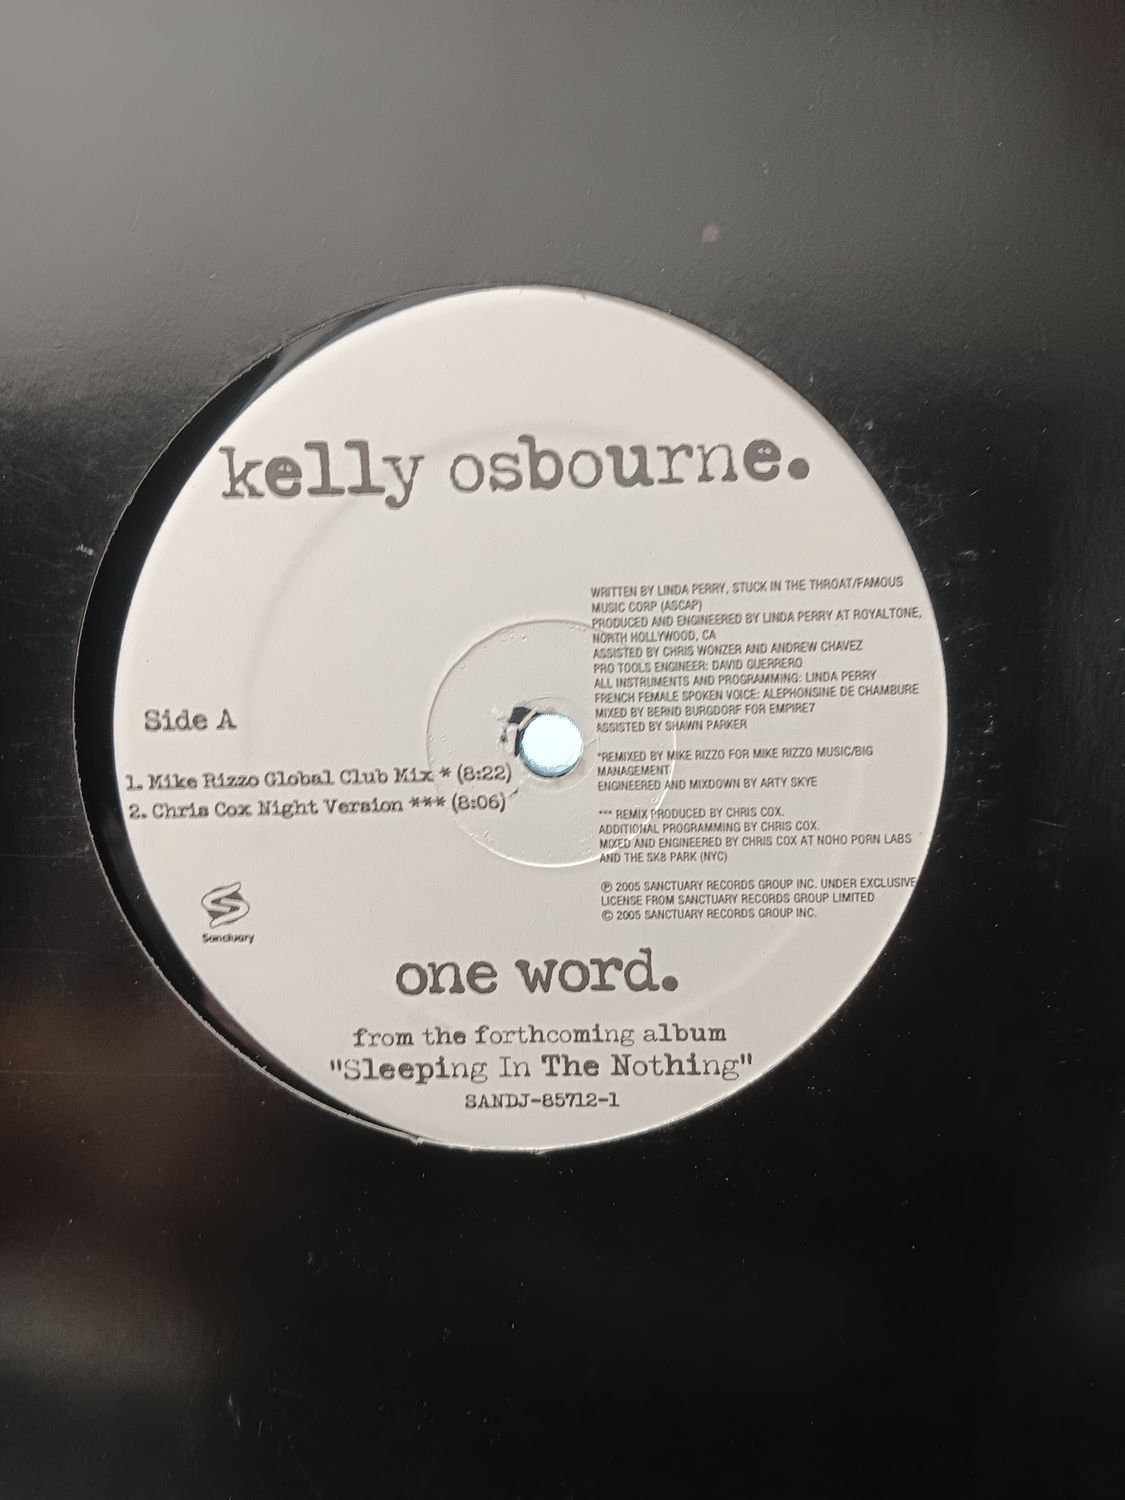 kelly osbourne.
WRITTEN BY LINDA PERRY, STUCK IN THE THROAT/FAMOUS
MUSIC CORP (ASCAP)
PRODUCED AND ENGINEERED BY LINDA PERRY AT ROYALTONE,
NORTH HOLLYWOOD, CA
ASSISTED BY CHRIS WONZER AND ANDREW CHAVEZ
PRO TOOLS ENGINEER: DAVID GUERRERO
ALL INSTRUMENTS AND PROGRAMMING: LINDA PERRY
FRENCH FEMALE SPOKEN VOICE: ALEPHONSINE DE CHAMBURE
MIXED BY BERND BURGDORF FOR EMPIRE7
ASSISTED BY SHAWN PARKER
*REMIXED BY MIKE RIZZO FOR MIKE RIZZO MUSIC/BIG
MANAGEMENT
ENGINEERED AND MIXDOWN BY ARTY SKYE
*** REMIX PRODUCED BY CHRIS COX.
ADDITIONAL PROGRAMMING BY CHRIS COX.
MIXED AND ENGINEERED BY CHRIS COX AT NOHO PORN LABS
AND THE SK8 PARK (NYC)
℗ 2005 SANCTUARY RECORDS GROUP INC. UNDER EXCLUSIVE
LICENSE FROM SANCTUARY RECORDS GROUP LIMITED
© 2005 SANCTUARY RECORDS GROUP INC.
Side A
1. Mike Rizzo Global Club Mix * (8:22)
2. Chris Cox Night Version *** (8:06)
Sanctuary
one word.
from the forthcoming album
"Sleeping In The Nothing"
SANDJ-85712-1